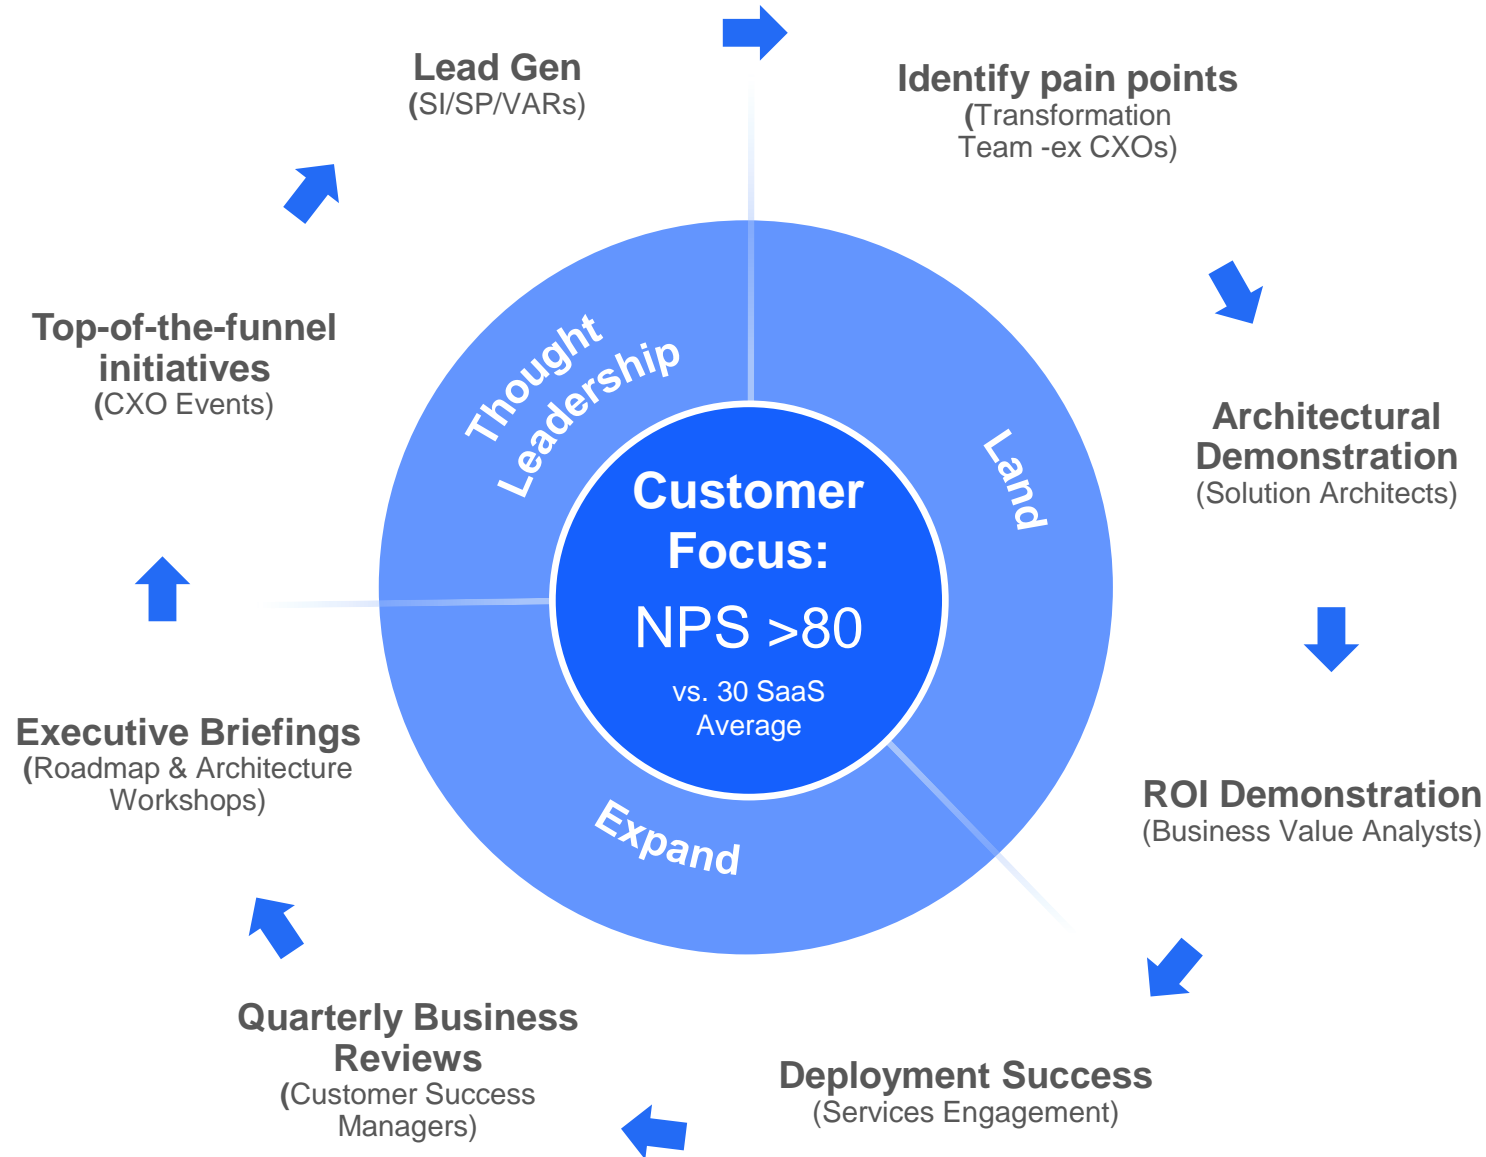 Lead Gen
(SI/SP/VARs)
Identify pain points
(Transformation
Team -ex CXOs)
Top-of-the-funnel
initiatives
(CXO Events)
Thought
Leadership
Land
Architectural
Demonstration
(Solution Architects)
Customer
Focus:
NPS >80
vs. 30 SaaS
Average
Executive Briefings
(Roadmap & Architecture
Workshops)
Expand
ROI Demonstration
(Business Value Analysts)
Quarterly Business
Reviews
(Customer Success
Managers)
Deployment Success
(Services Engagement)